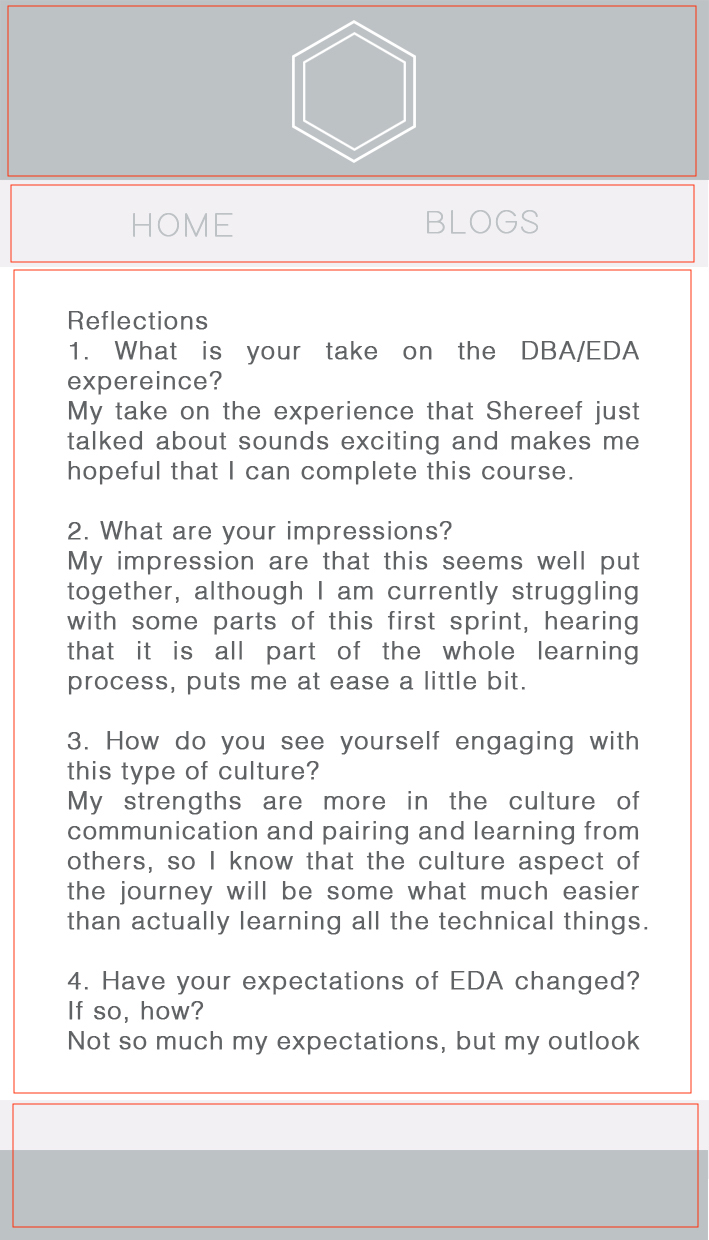 HOME BLOGS
Reflections
1. What is your take on the DBA/EDA
expereince?
My take on the experience that Shereef just
talked about sounds exciting and makes me
hopeful that I can complete this course.
2. What are your impressions?
My impression are that this seems well put
together, although I am currently struggling
with some parts of this first sprint, hearing
that it is all part of the whole learning
process, puts me at ease a little bit.
3. How do you see yourself engaging with
this type of culture?
My strengths are more in the culture of
communication and pairing and learning from
others, so I know that the culture aspect of
the journey will be some what much easier
than actually learning all the technical things.
4. Have your expectations of EDA changed?
If so, how?
Not so much my expectations, but my outlook